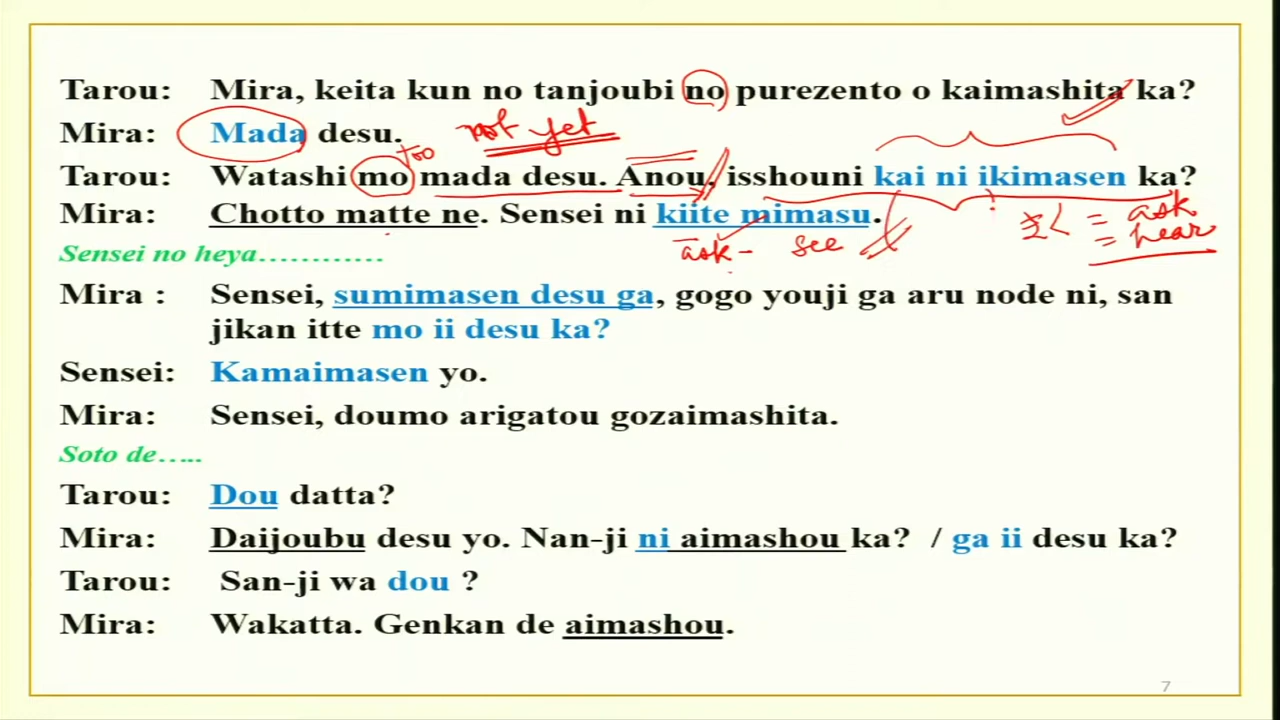 Tarou: Mira, keita kun no tanjoubi no purezento o kaimashita ka?
Mira: Mada desu. not yet
too
Tarou: Watashi mo mada desu. Anou, isshouni kai ni ikimasen ka?
Mira: Chotto matte ne. Sensei ni kiite mimasu.
きく = ask
= hear
ask - see
Sensei no heya............
Mira : Sensei, sumimasen desu ga, gogo youji ga aru node ni, san
jikan itte mo ii desu ka?
Sensei: Kamaimasen yo.
Mira: Sensei, doumo arigatou gozaimashita.
Soto de.....
Tarou: Dou datta?
Mira: Daijoubu desu yo. Nan-ji ni aimashou ka? / ga ii desu ka?
Tarou: San-ji wa dou ?
Mira: Wakatta. Genkan de aimashou.
7